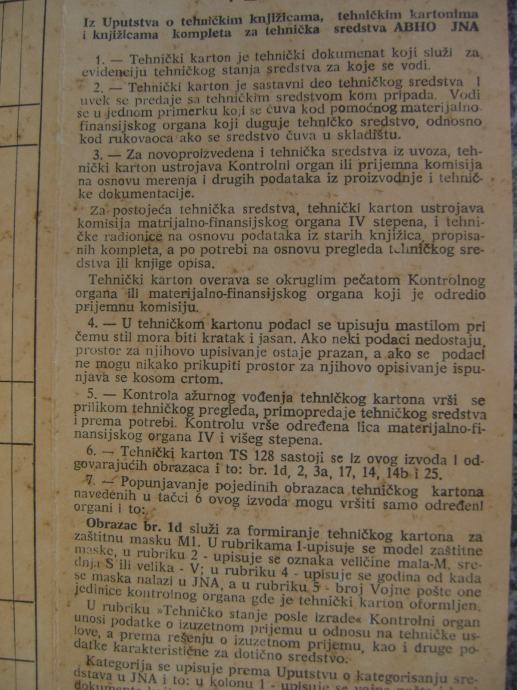 Iz Uputstva o tehničkim knjižicama, tehničkim kartonima
i knjižicama kompleta za tehnička sredstva ABHO JNA
1. — Tehnički karton je tehnički dokumenat koji služi za
evidenciju tehničkog stanja sredstva za koje se vodi.
2. — Tehnički karton je sastavni deo tehničkog sredstva I
uvek se predaje sa tehničkim sredstvom kom pripada. Vodi
se u jednom primerku koji se čuva kod pomoćnog materijalno-
finansijskog organa koji duguje tehničko sredstvo, odnosno
kod rukovaoca ako se sredstvo čuva u skladištu.
3. — Za novoproizvedena i tehnička sredstva iz uvoza, teh-
nički karton ustrojava Kontrolni organ ili prijemna komisija
na osnovu merenja i drugih podataka iz proizvodnje i tehnič-
ke dokumentacije.
Za postojeća tehnička sredstva, tehnički karton ustrojava
komisija matrijalno-finansijskog organa IV stepena, i tehni-
čke radionice na osnovu podataka iz starih knjižica, propisa-
nih kompleta, a po potrebi na osnovu pregleda tehničkog sre-
dstva ili knjige opisa.
Tehnički karton overava se okruglim pečatom Kontrolnog
organa ili materijalno-finansijskog organa koji je odredio
prijemnu komisiju.
4. — U tehničkom kartonu podaci se upisuju mastilom pri
čemu stil mora biti kratak i jasan. Ako neki podaci nedostaju,
prostor za njihovo upisivanje ostaje prazan, a ako se podaci
ne mogu nikako prikupiti prostor za njihovo opisivanje ispu-
njava se kosom crtom.
5. — Kontrola ažurnog vođenja tehničkog kartona vrši se
prilikom tehničkog pregleda, primopredaje tehničkog sredstva
i prema potrebi. Kontrolu vrše određena lica materijalno-fi-
nansijskog organa IV i višeg stepena.
6. — Tehnički karton TS 128 sastoji se iz ovog izvoda i od-
govarajućih obrazaca i to: br. 1d, 2, 3a, 17, 14, 14b i 25.
7. — Popunjavanje pojedinih obrazaca tehničkog kartona
navedenih u tačci 6 ovog izvoda mogu vršiti samo određeni
organi i to:
Obrazac br. 1d služi za formiranje tehničkog kartona za
zaštitnu masku M1. U rubrikama 1-upisuje se model zaštitne
maske, u rubriku 2 - upisuje se oznaka veličine mala-M, sre-
dnja S ili velika - V; u rubriku 4 - upisuje se godina od kada
se maska nalazi u JNA, a u rubriku 5 - broj Vojne pošte one
jedinice kontrolnog organa gde je tehnički karton oformljen.
U rubriku »Tehničko stanje posle izrade« Kontrolni organ
unosi podatke o izuzetnom prijemu u odnosu na tehničke us-
love, a prema rešenju o izuzetnom prijemu, kao i druge po-
datke karakteristične za dotično sredstvo.
Kategorija se upisuje prema Uputstvu o kategorisanju sre-
dstava u JNA i to: u kolonu 1 - upisuje se